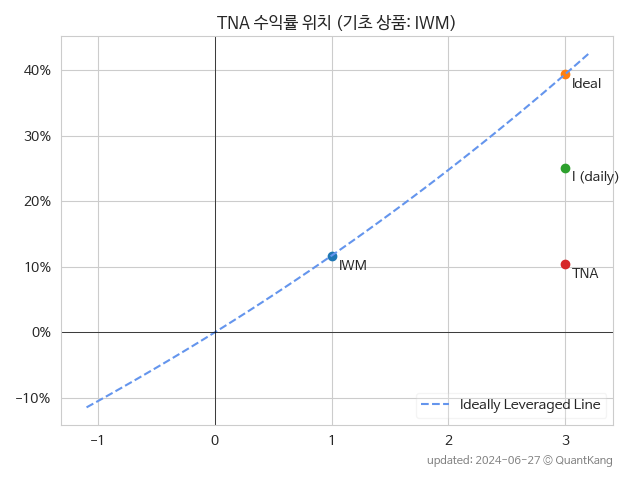 TNA 수익률 위치 (기초 상품: IWM)
40%
30%
20%
10%
0%
-10%
Ideal
I (daily)
IWM
TNA
Ideally Leveraged Line
-1
0
1
2
3
updated: 2024-06-27 © QuantKang